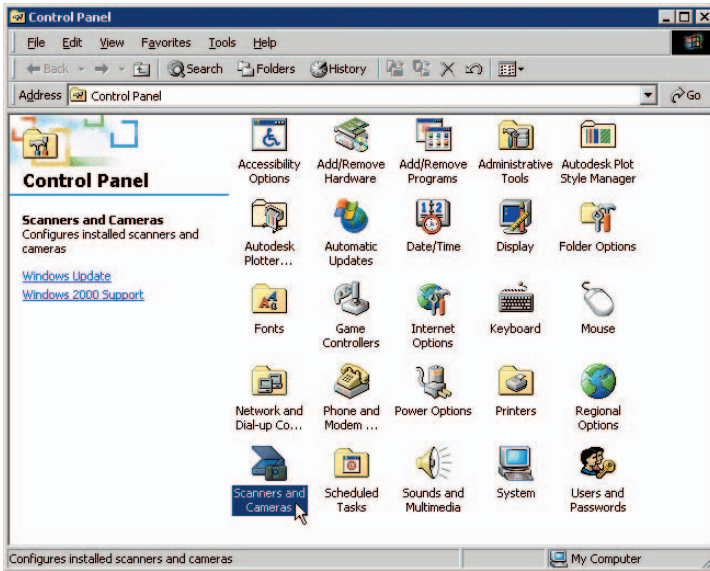 Control Panel
File Edit View Favorites Tools Help
Back Search Folders History
Address Control Panel Go
Control Panel
Scanners and Cameras
Configures installed scanners and
cameras
Windows Update
Windows 2000 Support
Accessibility
Options
Add/Remove
Hardware
Add/Remove
Programs
Administrative
Tools
Autodesk Plot
Style Manager
Autodesk
Plotter...
Automatic
Updates
Date/Time
Display
Folder Options
Fonts
Game
Controllers
Internet
Options
Keyboard
Mouse
Network and
Dial-up Co...
Phone and
Modem ...
Power Options
Printers
Regional
Options
Scanners and
Cameras
Scheduled
Tasks
Sounds and
Multimedia
System
Users and
Passwords
Configures installed scanners and cameras
My Computer